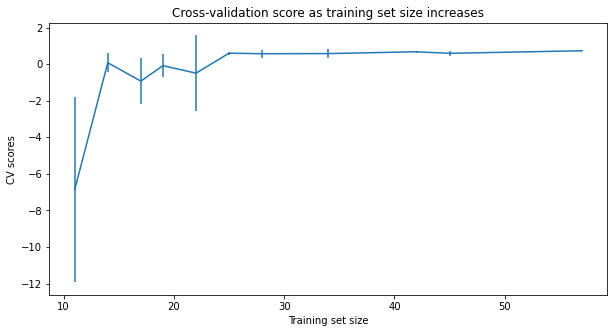 Cross-validation score as training set size increases
2
0
−2
−4
−6
−8
−10
−12
CV scores
10 20 30 40 50
Training set size